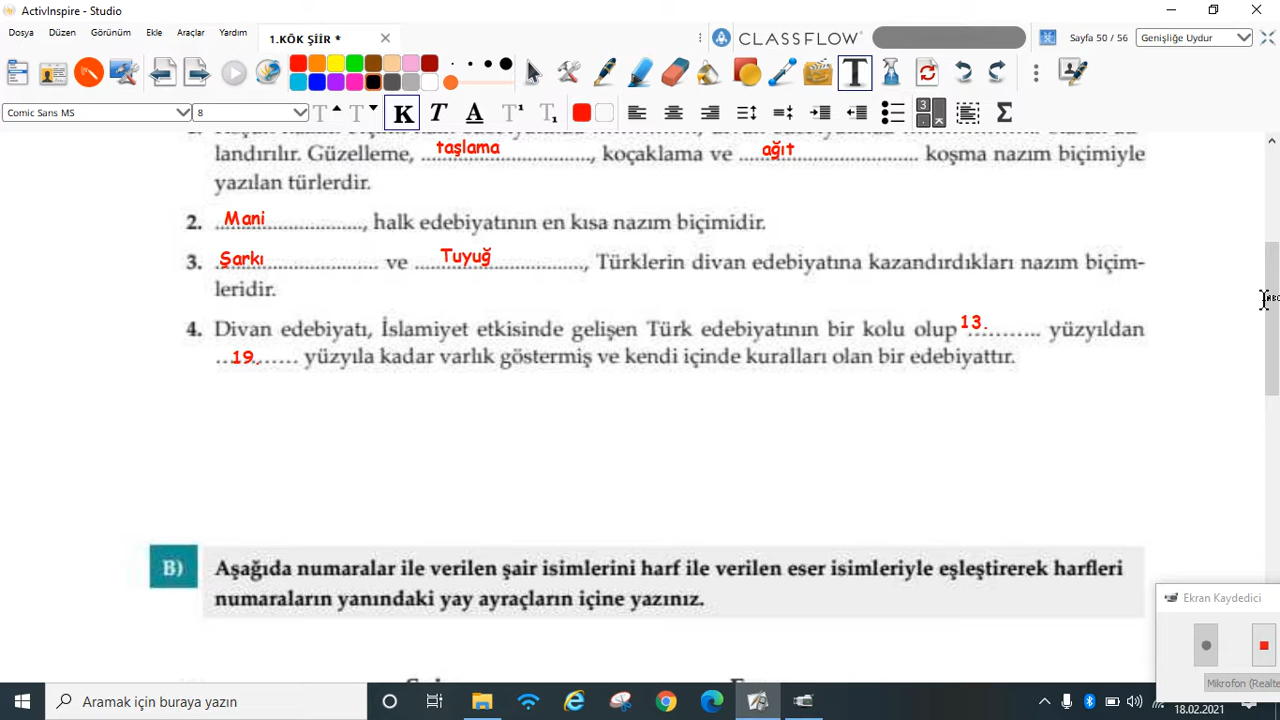 ActivInspire - Studio
Dosya Düzen Görünüm Ekle Araçlar Yardım
1.KÖK ŞİİR *
CLASSFLOW
Sayfa 50 / 56
Genişliğe Uydur
Comic Sans MS
8
landırılır. Güzelleme, taşlama, koçaklama ve ağıt koşma nazım biçimiyle
yazılan türlerdir.
2. Mani, halk edebiyatının en kısa nazım biçimidir.
3. Şarkı ve Tuyuğ, Türklerin divan edebiyatına kazandırdıkları nazım biçim-
leridir.
4. Divan edebiyatı, İslamiyet etkisinde gelişen Türk edebiyatının bir kolu olup 13. yüzyıldan
19. yüzyıla kadar varlık göstermiş ve kendi içinde kuralları olan bir edebiyattır.
B) Aşağıda numaralar ile verilen şair isimlerini harf ile verilen eser isimleriyle eşleştirerek harfleri
numaraların yanındaki yay ayraçların içine yazınız.
Ekran Kaydedici
Mikrofon (Realte
Aramak için buraya yazın
18.02.2021